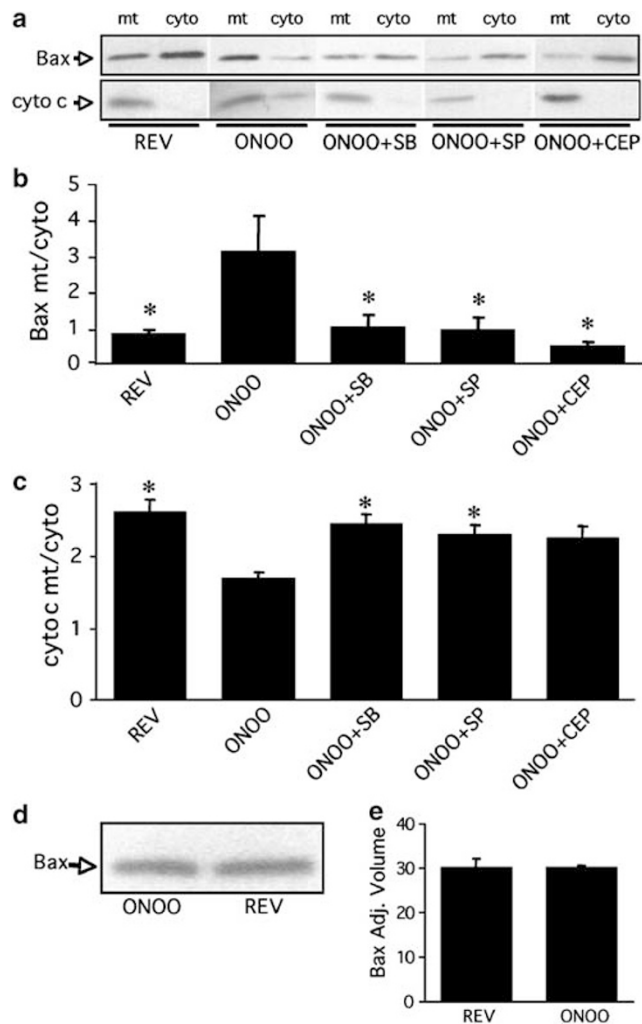 a
mt cyto mt cyto mt cyto mt cyto mt cyto
Bax
cyto c
REV ONOO ONOO+SB ONOO+SP ONOO+CEP
b
Bax mt/cyto
5
4
3
2
1
0
* * * *
REV ONOO ONOO+SB ONOO+SP ONOO+CEP
c
cyto c mt/cyto
3
2
1
0
* * *
REV ONOO ONOO+SB ONOO+SP ONOO+CEP
d
Bax
ONOO REV
e
Bax Adj. Volume
40
30
20
10
0
REV ONOO